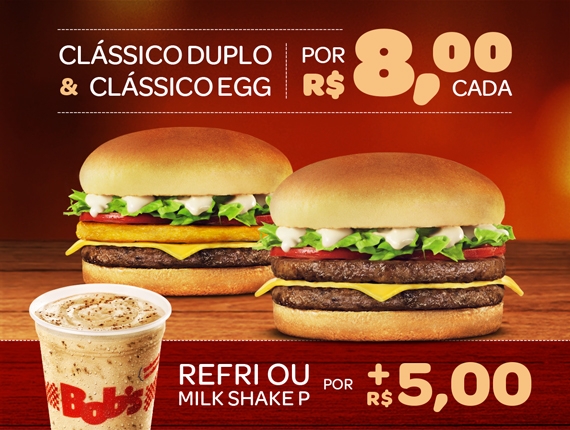 CLÁSSICO DUPLO
& CLÁSSICO EGG
POR
R$ 8,00
CADA
Bob's
REFRI OU
MILK SHAKE P
POR
+
R$ 5,00